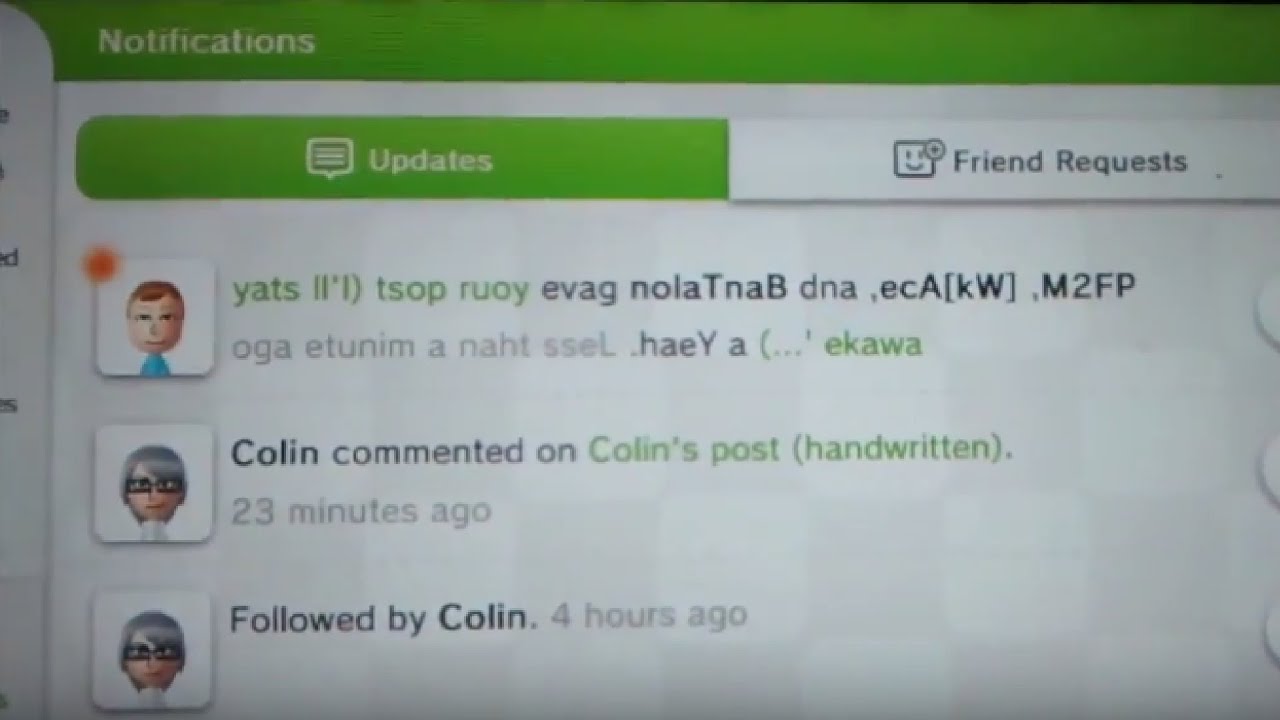 Notifications
Updates
Friend Requests
yats ll'I) tsop ruoy evag nolaTnaB dna ,ecA[kW] ,M2FP
oga etunim a naht sseL .haeY a (...' ekawa
Colin commented on Colin's post (handwritten).
23 minutes ago
Followed by Colin. 4 hours ago